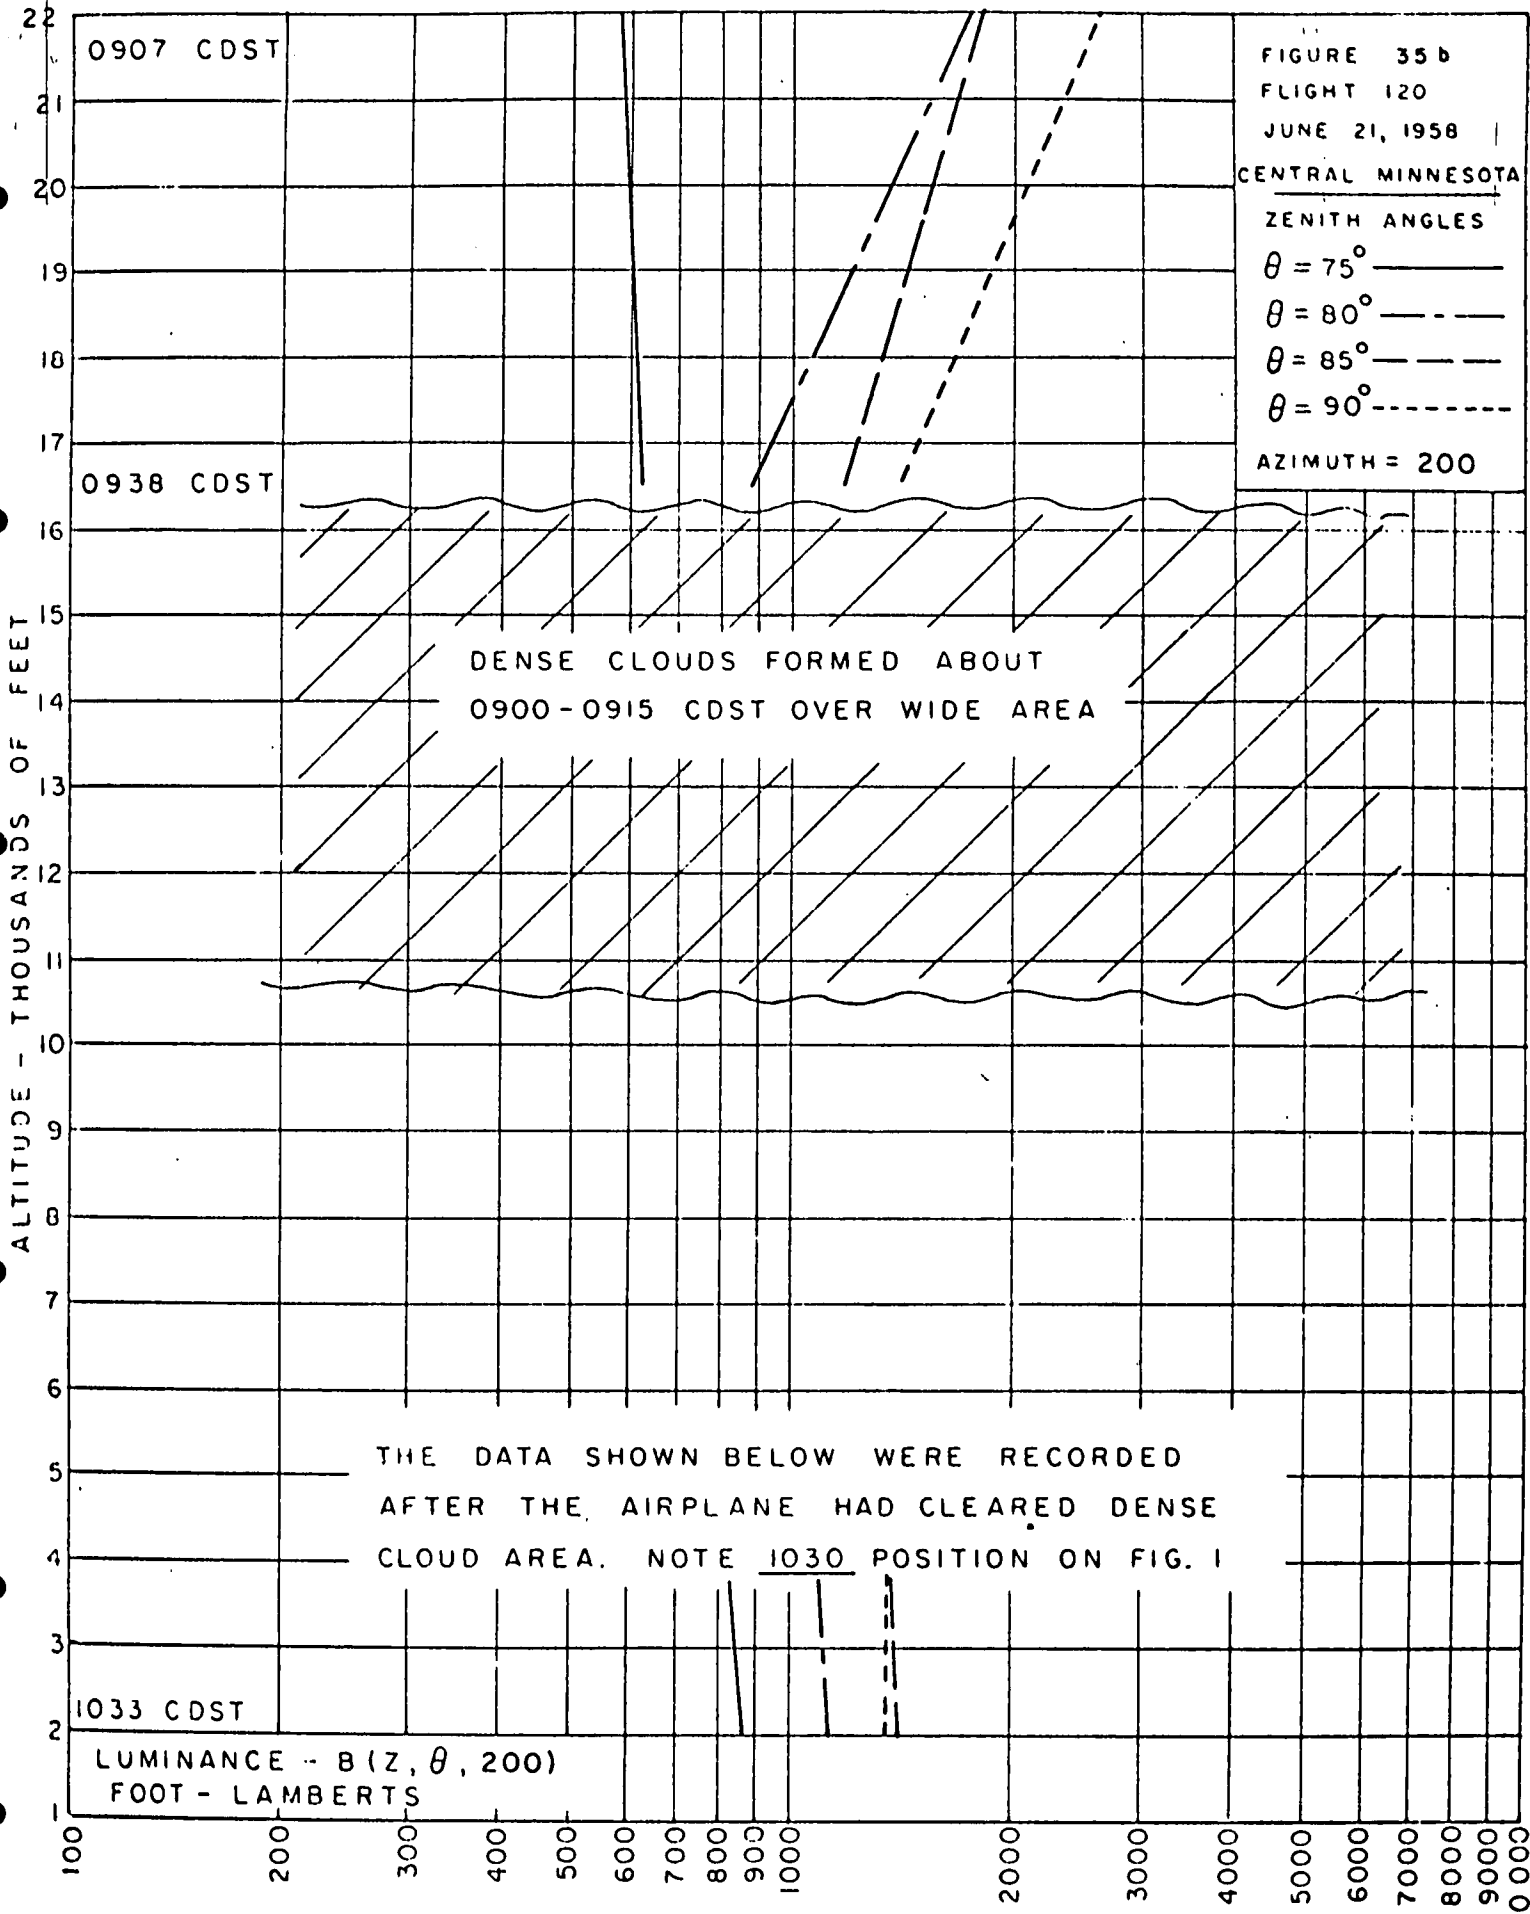 22
0907 CDST
21
20
19
18
17
0938 CDST
16
15
14
13
12
11
10
9
8
7
6
5
4
3
1033 CDST
2
1
ALTITUDE - THOUSANDS OF FEET
FIGURE 35 b
FLIGHT 120
JUNE 21, 1958
CENTRAL MINNESOTA
ZENITH ANGLES
θ = 75°
θ = 80°
θ = 85°
θ = 90°
AZIMUTH = 200
DENSE CLOUDS FORMED ABOUT
0900-0915 CDST OVER WIDE AREA
THE DATA SHOWN BELOW WERE RECORDED
AFTER THE AIRPLANE HAD CLEARED DENSE
CLOUD AREA. NOTE 1030 POSITION ON FIG. 1
LUMINANCE - B (Z, θ, 200)
FOOT - LAMBERTS
100 200 300 400 500 600 700 800 900 1000 2000 3000 4000 5000 6000 7000 8000 9000